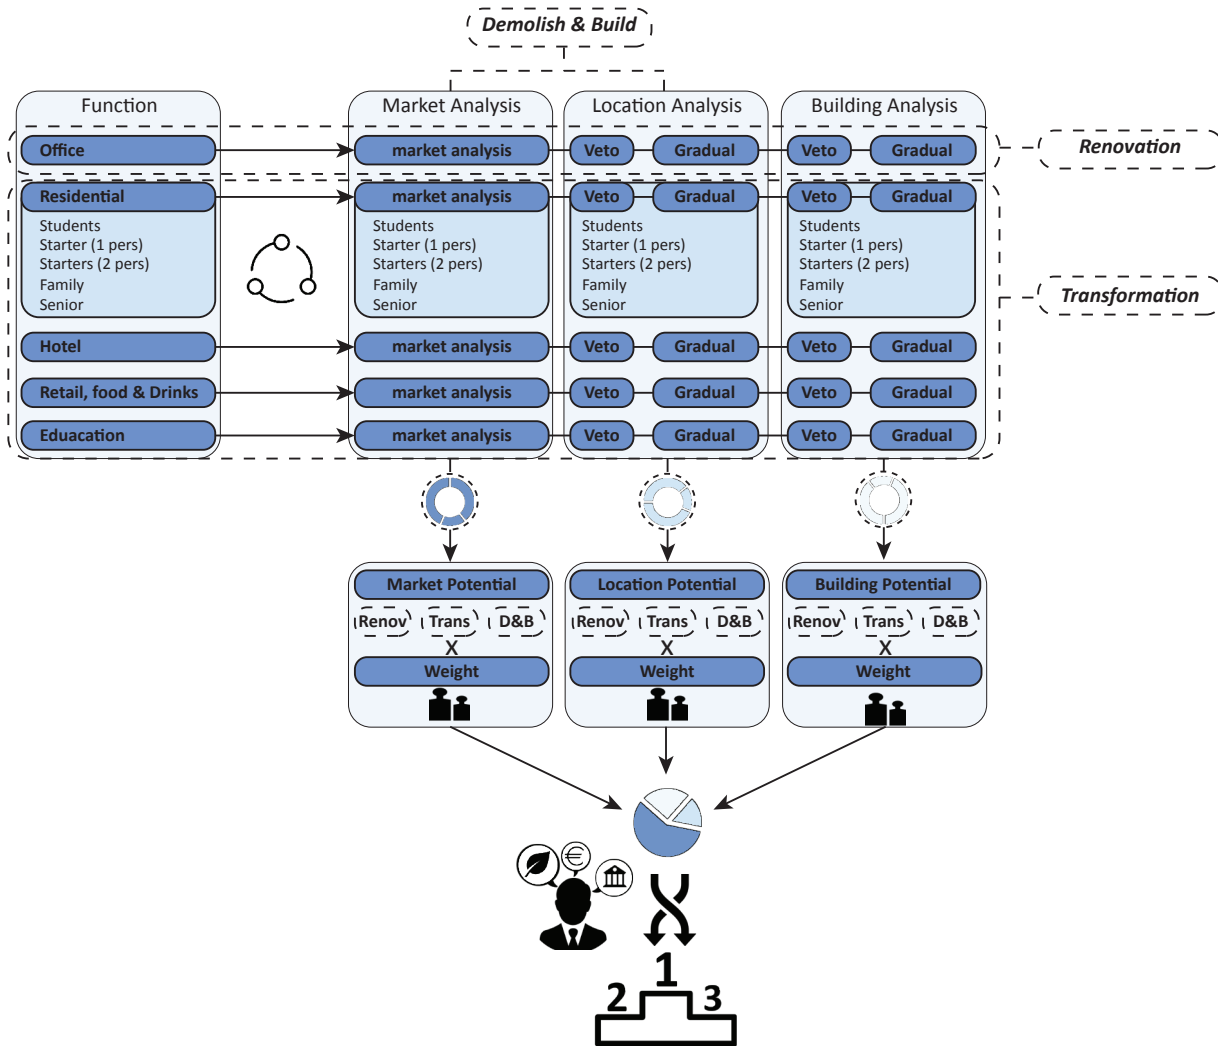 Demolish & Build
Function
Market Analysis
Location Analysis
Building Analysis
Office
market analysis
Veto
Gradual
Veto
Gradual
Renovation
Residential
market analysis
Veto
Gradual
Veto
Gradual
Students
Starter (1 pers)
Starters (2 pers)
Family
Senior
Students
Starter (1 pers)
Starters (2 pers)
Family
Senior
Students
Starter (1 pers)
Starters (2 pers)
Family
Senior
Students
Starter (1 pers)
Starters (2 pers)
Family
Senior
Transformation
Hotel
market analysis
Veto
Gradual
Veto
Gradual
Retail, food & Drinks
market analysis
Veto
Gradual
Veto
Gradual
Eduacation
market analysis
Veto
Gradual
Veto
Gradual
Market Potential
Renov
Trans
D&B
X
Weight
Location Potential
Renov
Trans
D&B
X
Weight
Building Potential
Renov
Trans
D&B
X
Weight
€
1
2
3